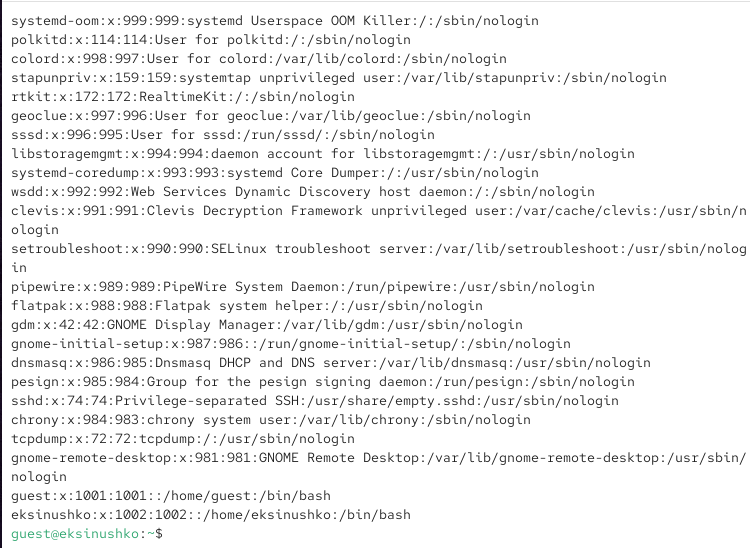 systemd-oom:x:999:999:systemd Userspace OOM Killer:/:/sbin/nologin
polkitd:x:114:114:User for polkitd:/:/sbin/nologin
colord:x:998:997:User for colord:/var/lib/colord:/sbin/nologin
stapunpriv:x:159:159:systemtap unprivileged user:/var/lib/stapunpriv:/sbin/nologin
rtkit:x:172:172:RealtimeKit:/:/sbin/nologin
geoclue:x:997:996:User for geoclue:/var/lib/geoclue:/sbin/nologin
sssd:x:996:995:User for sssd:/run/sssd/:/sbin/nologin
libstoragemgmt:x:994:994:daemon account for libstoragemgmt:/:/usr/sbin/nologin
systemd-coredump:x:993:993:systemd Core Dumper:/:/usr/sbin/nologin
wsdd:x:992:992:Web Services Dynamic Discovery host daemon:/:/sbin/nologin
clevis:x:991:991:Clevis Decryption Framework unprivileged user:/var/cache/clevis:/usr/sbin/n
ologin
setroubleshoot:x:990:990:SELinux troubleshoot server:/var/lib/setroubleshoot:/usr/sbin/nolog
in
pipewire:x:989:989:PipeWire System Daemon:/run/pipewire:/usr/sbin/nologin
flatpak:x:988:988:Flatpak system helper:/:/usr/sbin/nologin
gdm:x:42:42:GNOME Display Manager:/var/lib/gdm:/usr/sbin/nologin
gnome-initial-setup:x:987:986::/run/gnome-initial-setup/:/sbin/nologin
dnsmasq:x:986:985:Dnsmasq DHCP and DNS server:/var/lib/dnsmasq:/usr/sbin/nologin
pesign:x:985:984:Group for the pesign signing daemon:/run/pesign:/sbin/nologin
sshd:x:74:74:Privilege-separated SSH:/usr/share/empty.sshd:/usr/sbin/nologin
chrony:x:984:983:chrony system user:/var/lib/chrony:/sbin/nologin
tcpdump:x:72:72:tcpdump:/:/usr/sbin/nologin
gnome-remote-desktop:x:981:981:GNOME Remote Desktop:/var/lib/gnome-remote-desktop:/usr/sbin/
nologin
guest:x:1001:1001::/home/guest:/bin/bash
eksinushko:x:1002:1002::/home/eksinushko:/bin/bash
guest@eksinushko:~$